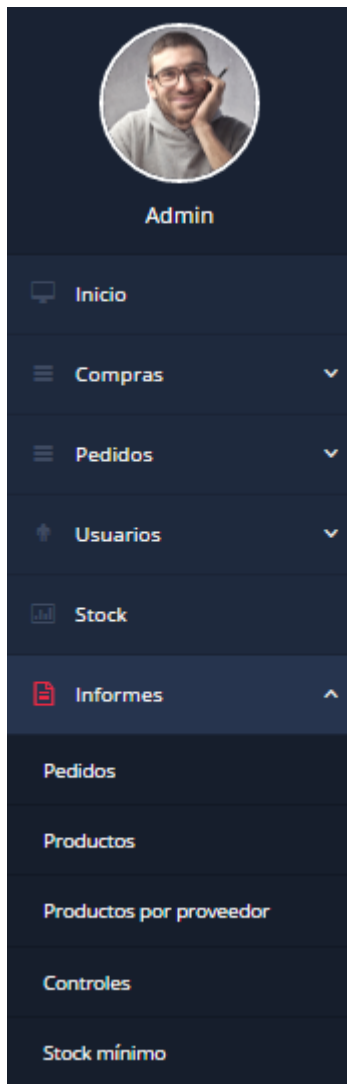 Admin
Inicio
Compras
Pedidos
Usuarios
Stock
Informes
Pedidos
Productos
Productos por proveedor
Controles
Stock mínimo